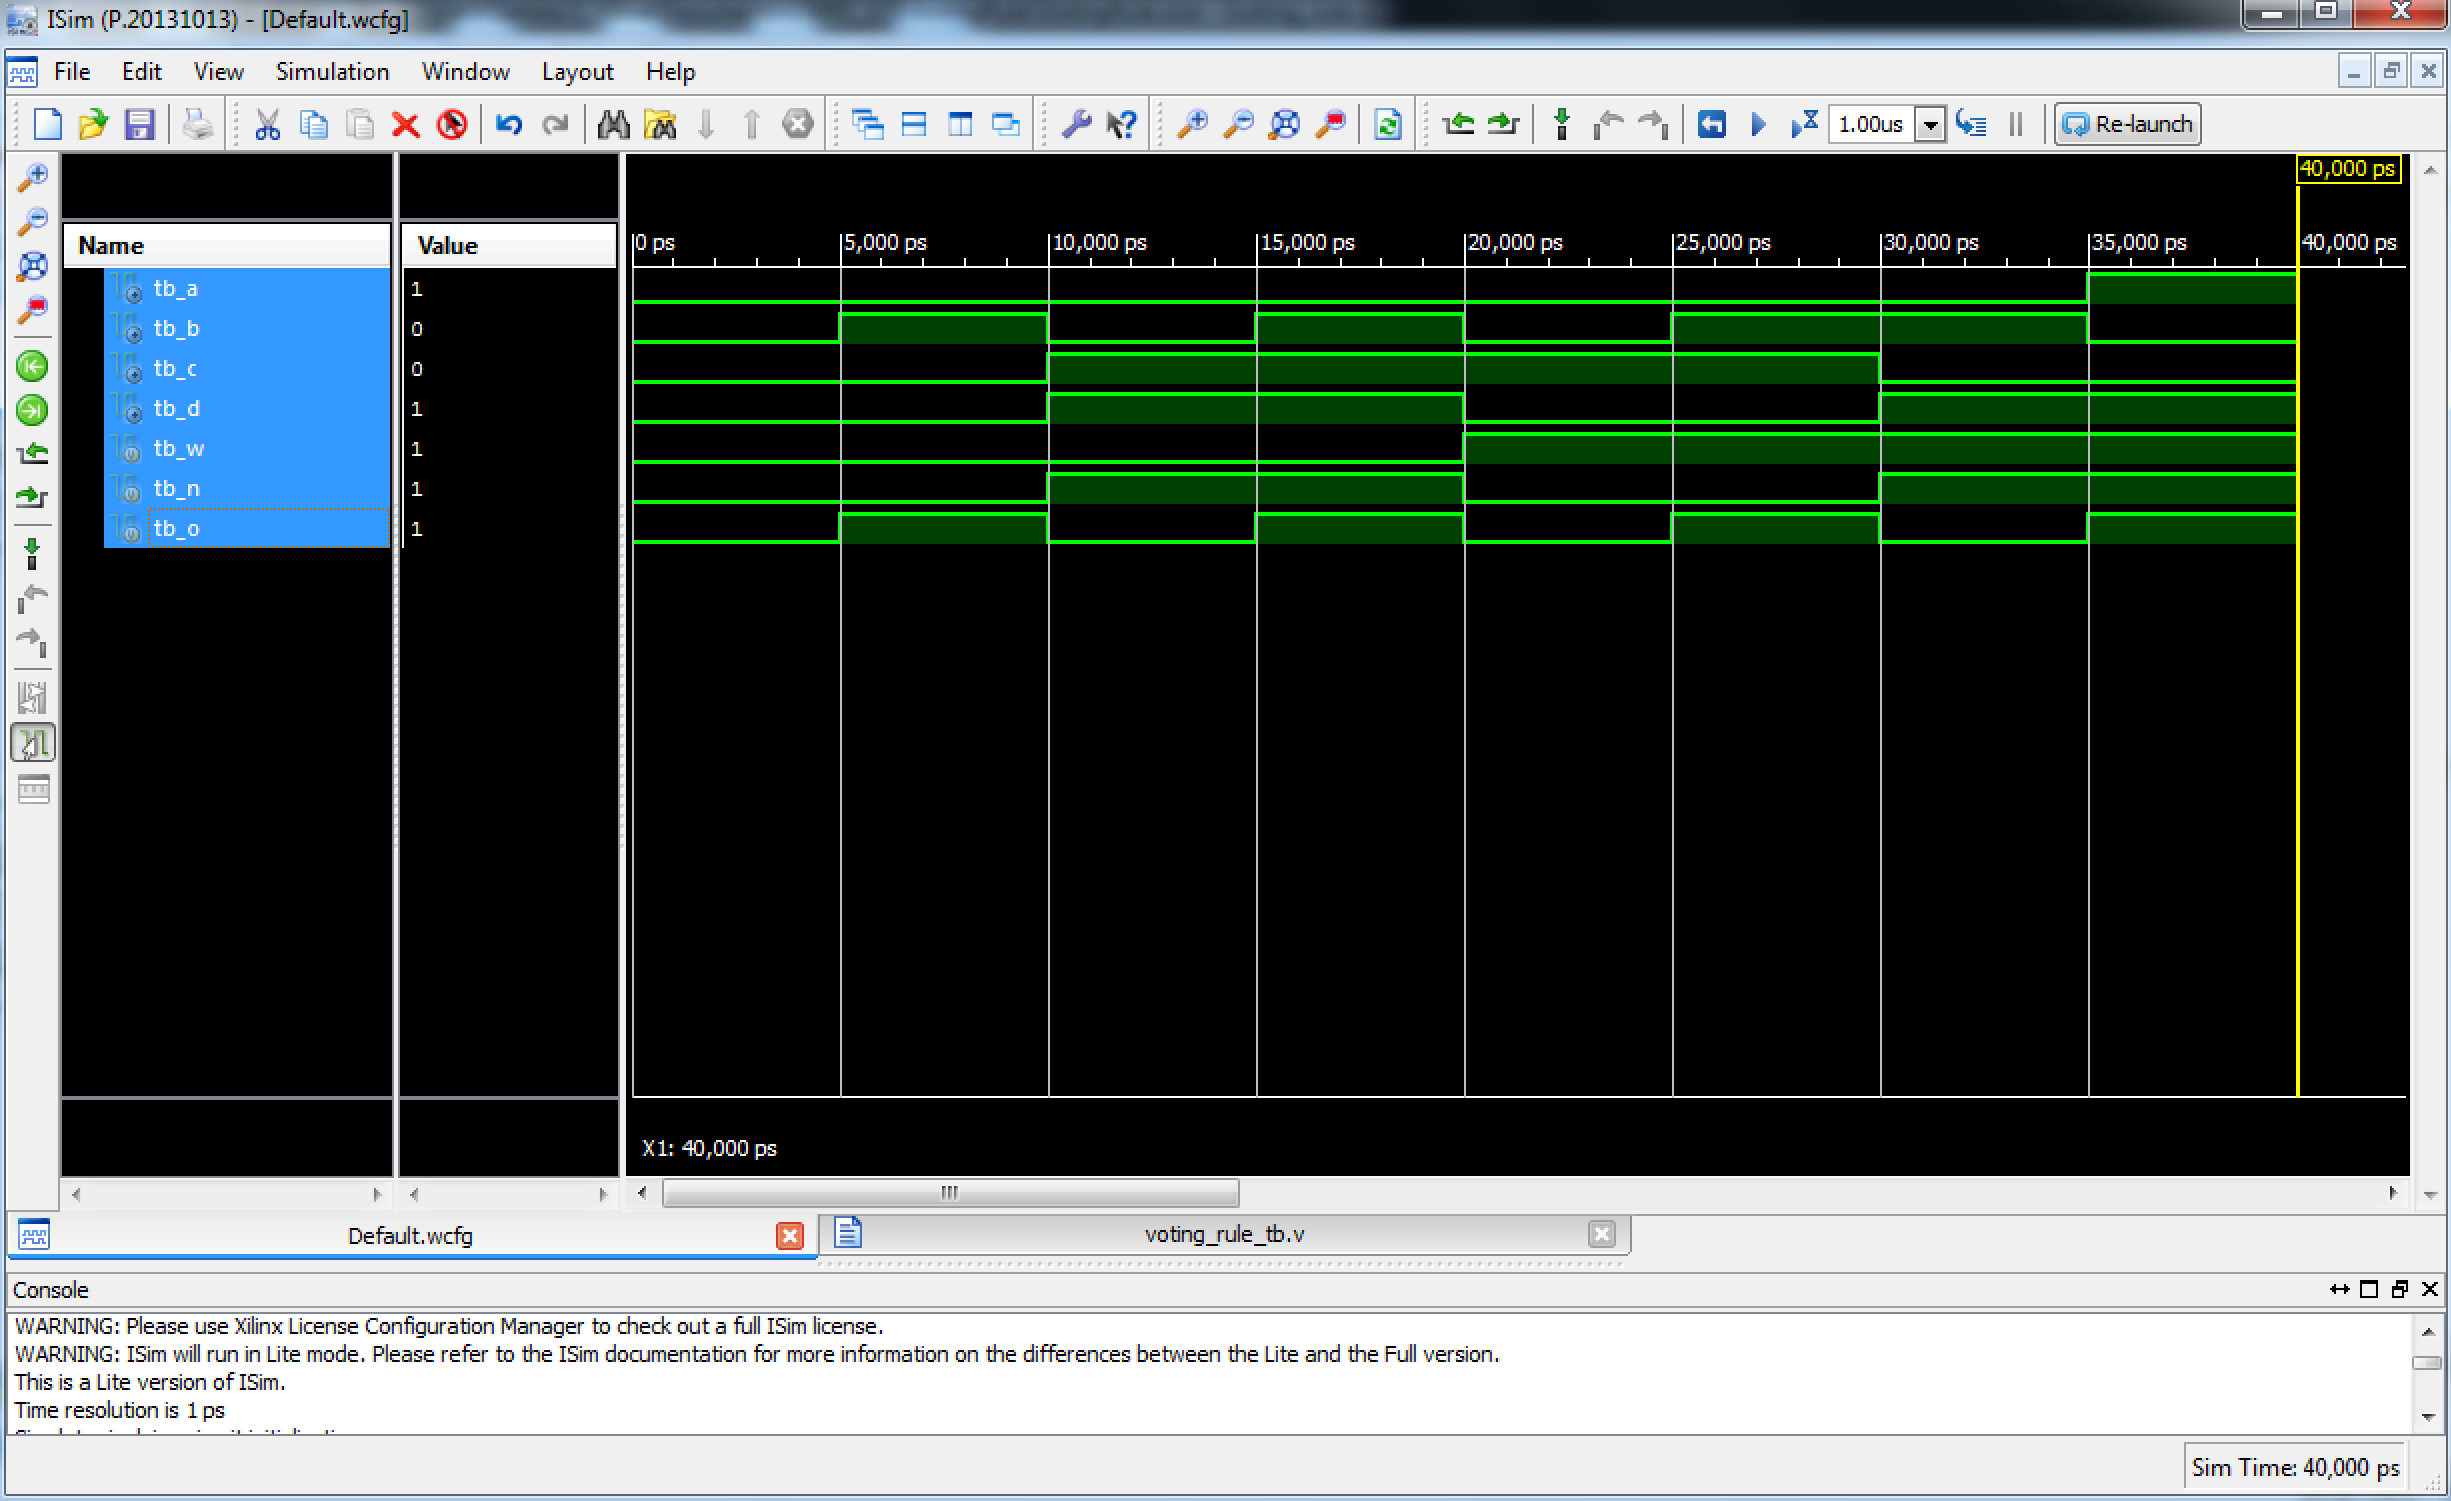 ISim (P.20131013) - [Default.wcfg]
File Edit View Simulation Window Layout Help
1.00us Re-launch
40,000 ps
Name Value
0 ps 5,000 ps 10,000 ps 15,000 ps 20,000 ps 25,000 ps 30,000 ps 35,000 ps 40,000 ps
tb_a 1
tb_b 0
tb_c 0
tb_d 1
tb_w 1
tb_n 1
tb_o 1
X1: 40,000 ps
Default.wcfg voting_rule_tb.v
Console
WARNING: Please use Xilinx License Configuration Manager to check out a full ISim license.
WARNING: ISim will run in Lite mode. Please refer to the ISim documentation for more information on the differences between the Lite and the Full version.
This is a Lite version of ISim.
Time resolution is 1 ps
Sim Time: 40,000 ps